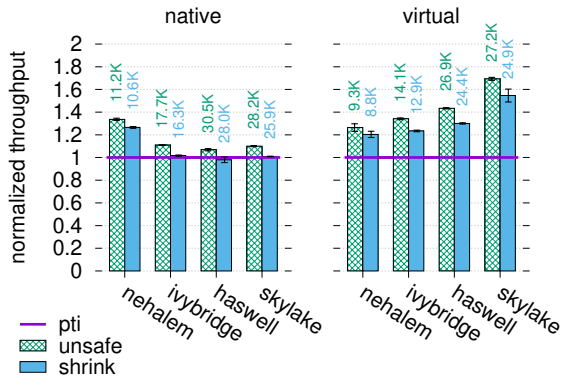 native
virtual
normalized throughput
2
1.8
1.6
1.4
1.2
1
0.8
0.6
0.4
0.2
0
11.2K
10.6K
17.7K
16.3K
30.5K
28.0K
28.2K
25.9K
9.3K
8.8K
14.1K
12.9K
26.9K
24.4K
27.2K
24.9K
nehalem
ivybridge
haswell
skylake
nehalem
ivybridge
haswell
skylake
pti
unsafe
shrink